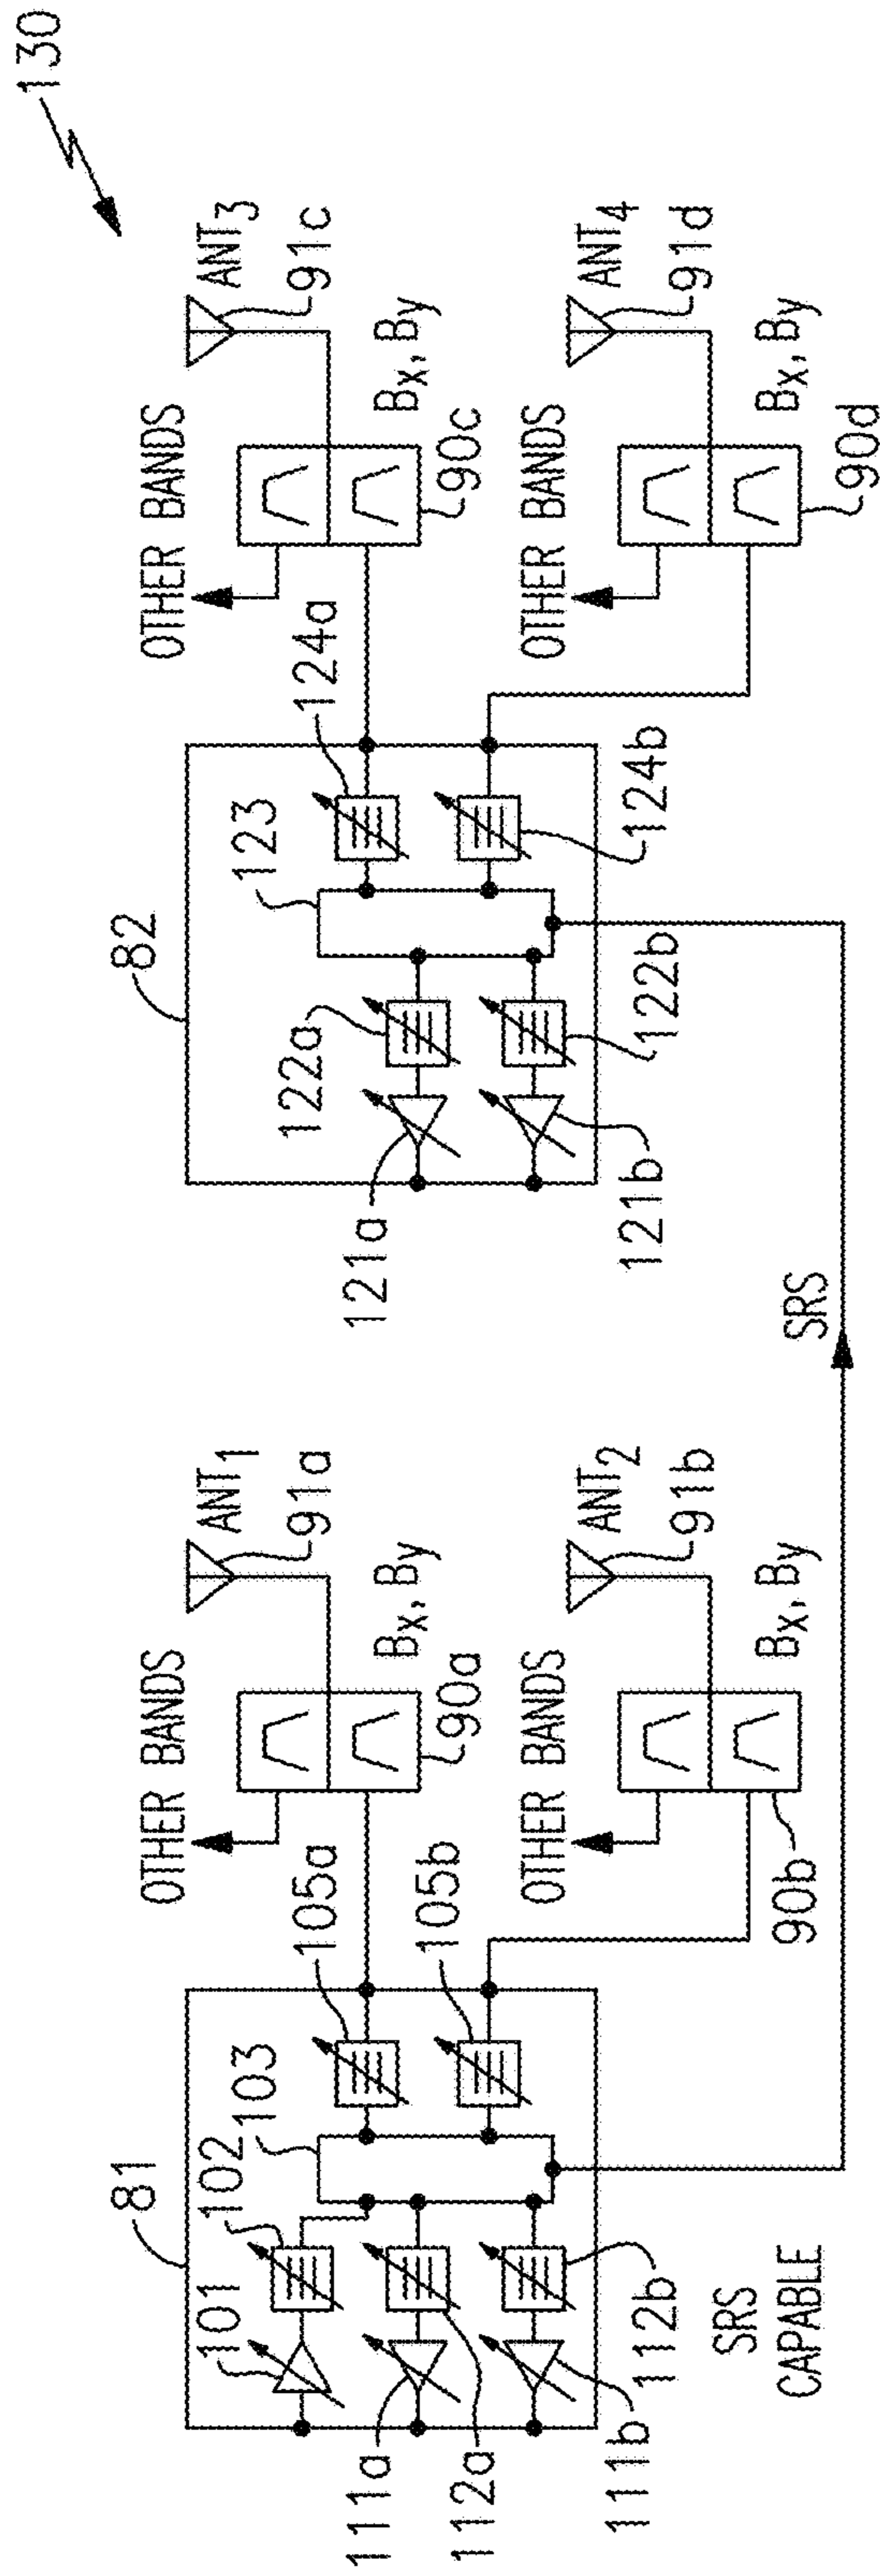 130
81
101
102
103
105a
105b
111a
112a
111b
112b
SRS
CAPABLE
OTHER BANDS
ANT1
91a
Bx, By
90a
OTHER BANDS
ANT2
91b
Bx, By
90b
SRS
82
121a
122a
123
124a
121b
122b
124b
OTHER BANDS
ANT3
91c
Bx, By
90c
OTHER BANDS
ANT4
91d
Bx, By
90d